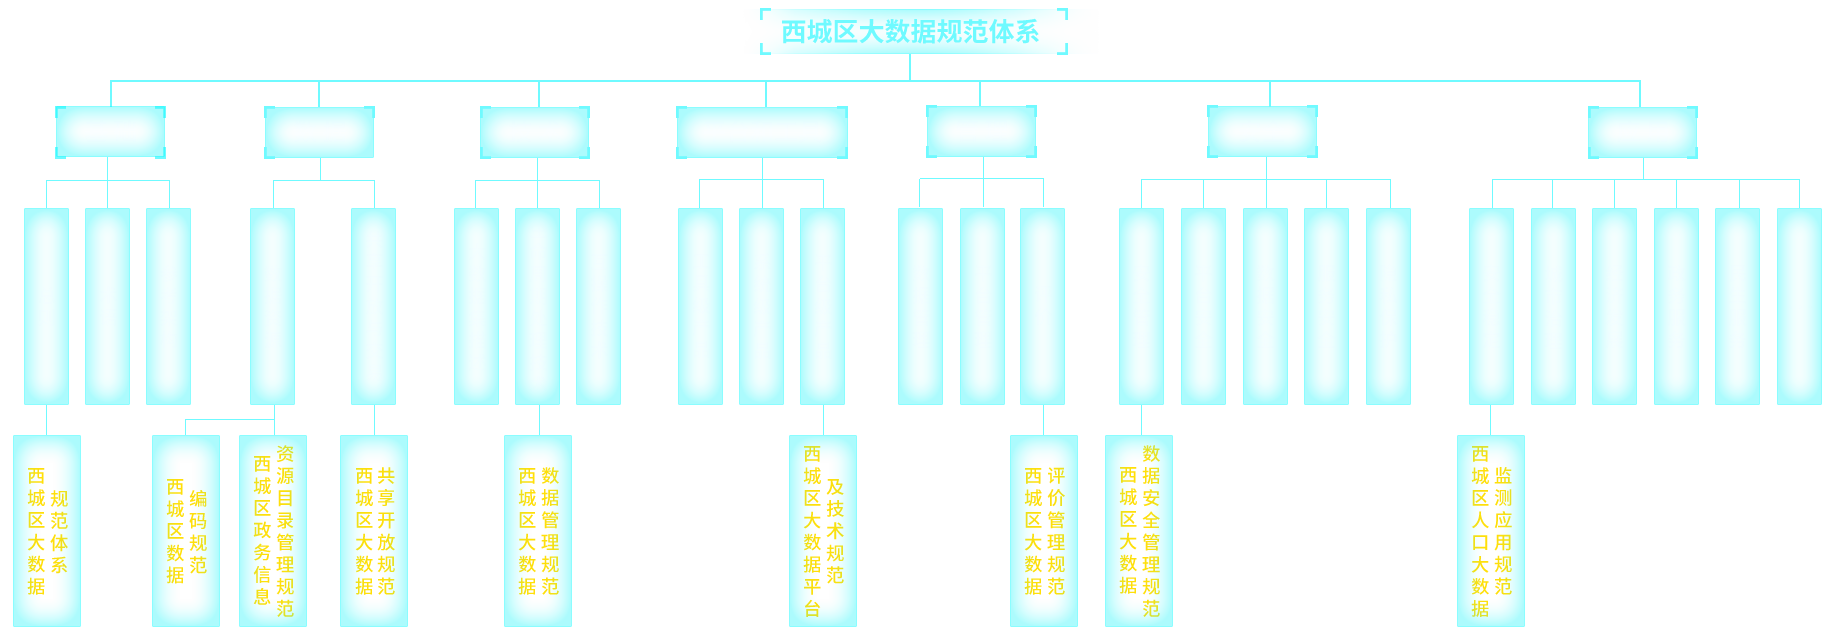 西城区大数据规范体系
西城区大数据
规范体系
西城区数据
编码规范
西城区政务信息
资源目录管理规范
西城区大数据
共享开放规范
西城区大数据
数据管理规范
西城区大数据平台
及技术规范
西城区大数据
评价管理规范
西城区大数据
数据安全管理规范
西城区人口大数据
监测应用规范